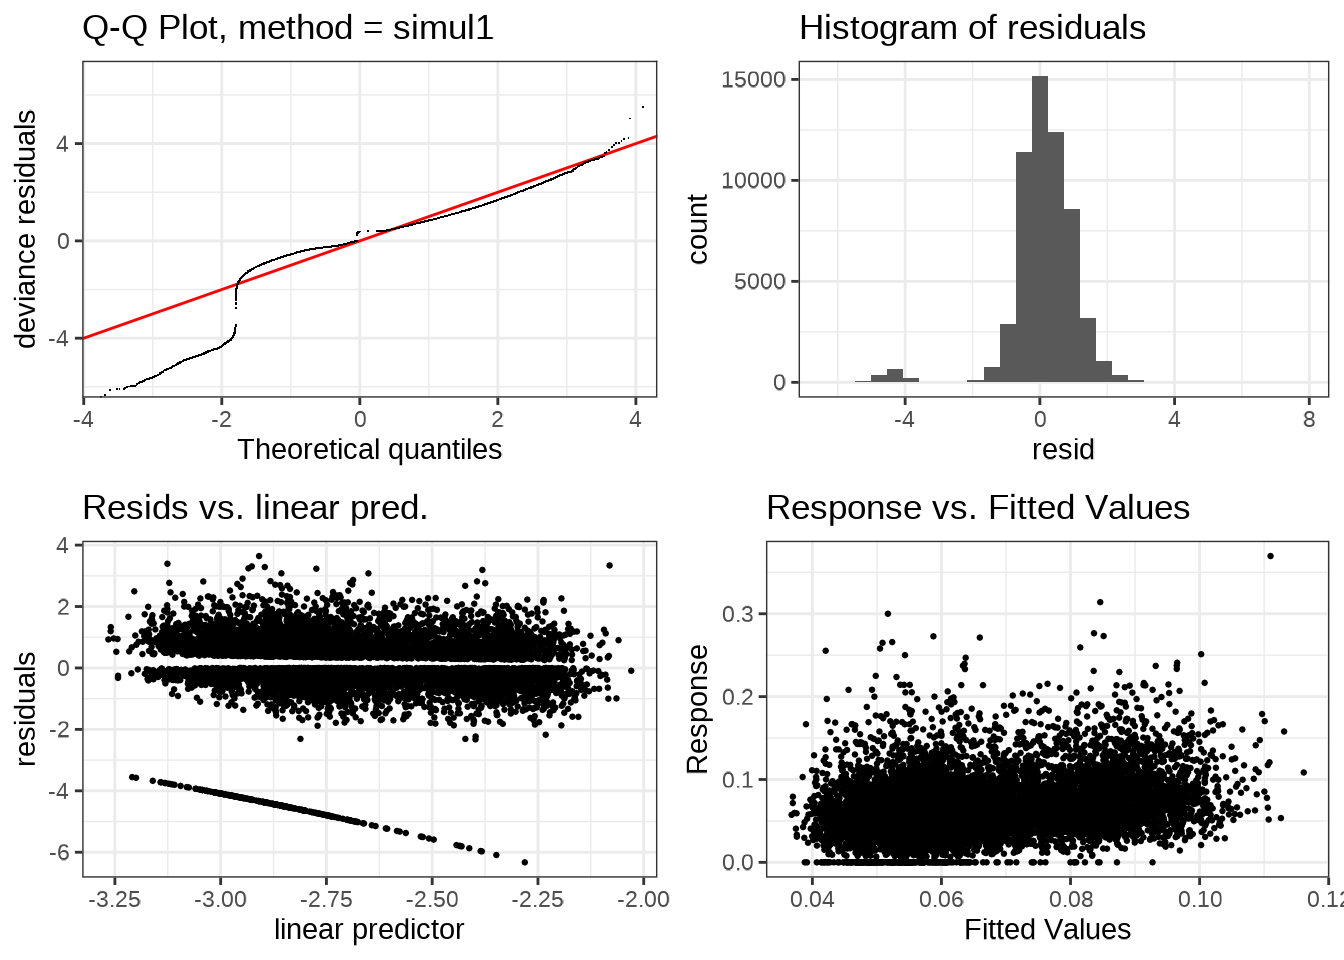 Q-Q Plot, method = simul1
4
0
-4
deviance residuals
-4 -2 0 2 4
Theoretical quantiles
Histogram of residuals
15000
10000
5000
0
count
-4 0 4 8
resid
Resids vs. linear pred.
4
2
0
-2
-4
-6
residuals
-3.25 -3.00 -2.75 -2.50 -2.25 -2.00
linear predictor
Response vs. Fitted Values
0.3
0.2
0.1
0.0
Response
0.04 0.06 0.08 0.10 0.12
Fitted Values